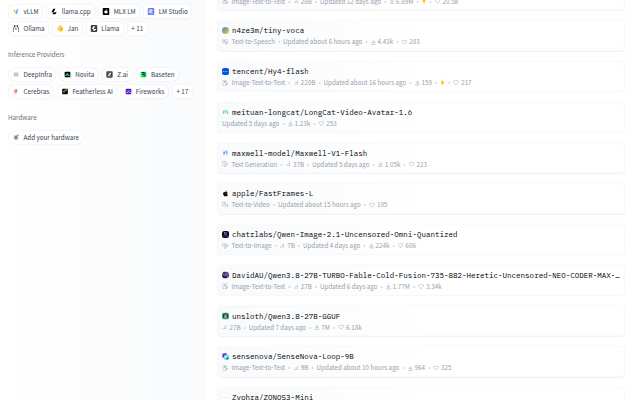 vLLM llama.cpp MLX LM LM Studio
Ollama Jan Llama + 11
Inference Providers
DeepInfra Novita Z.ai Baseten
Cerebras Featherless AI Fireworks + 17
Hardware
Add your hardware
n4ze3m/tiny-voca
Text-to-Speech • Updated about 6 hours ago • 4.43k • 203
tencent/Hy4-flash
Image-Text-to-Text • 220B • Updated about 16 hours ago • 159 • 217
meituan-longcat/LongCat-Video-Avatar-1.6
Updated 5 days ago • 1.23k • 253
maxwell-model/Maxwell-V1-Flash
Text Generation • 37B • Updated 5 days ago • 1.05k • 223
apple/FastFrames-L
Text-to-Video • Updated about 15 hours ago • 195
chatrlabs/Qwen-Image-2.1-Uncensored-Omni-Quantized
Text-to-Image • 7B • Updated 4 days ago • 224k • 606
DavidAU/Qwen3.8-27B-TURBO-Fable-Cold-Fusion-735-882-Heretic-Uncensored-NEO-CODER-MAX-…
Image-Text-to-Text • 27B • Updated 6 days ago • 1.77M • 3.34k
unsloth/Qwen3.8-27B-GGUF
27B • Updated 7 days ago • 7M • 6.18k
sensenova/SenseNova-Loop-9B
Image-Text-to-Text • 9B • Updated about 10 hours ago • 964 • 325
Zyphra/ZONOS3-Mini